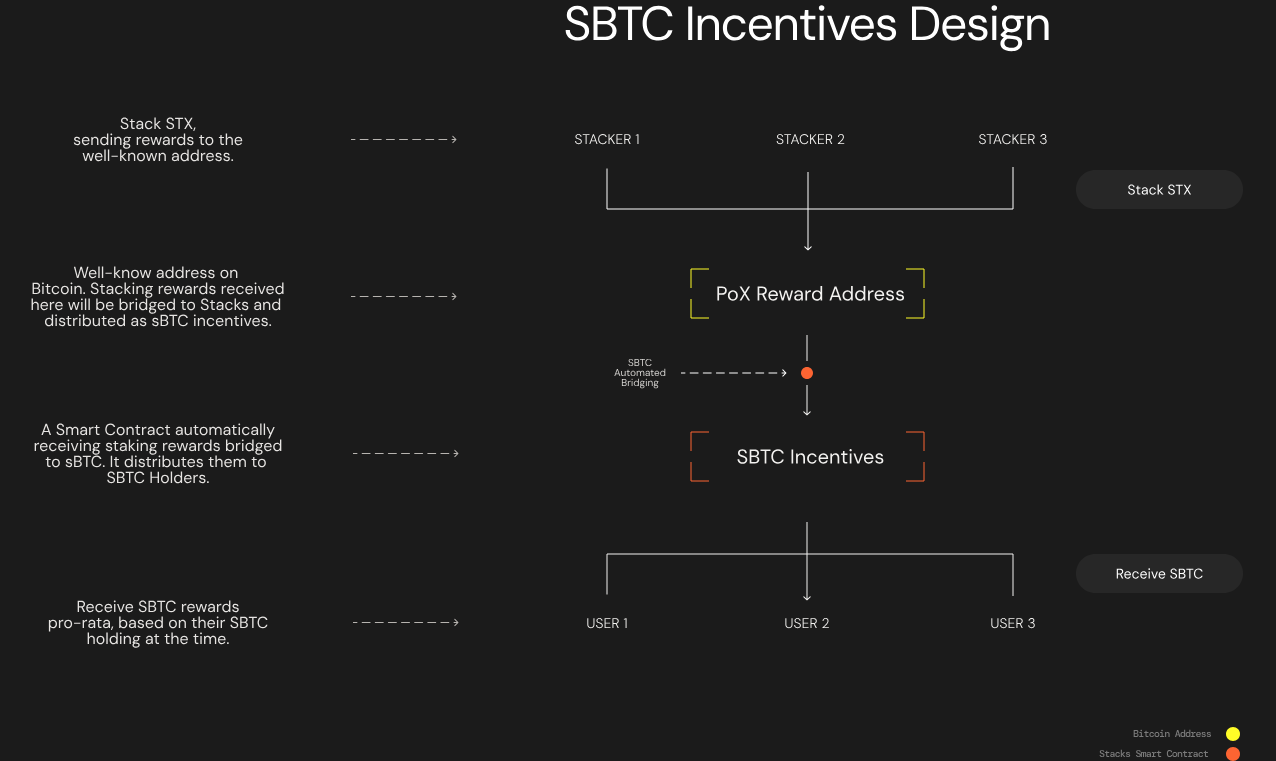 SBTC Incentives Design
Stack STX,
sending rewards to the
well-known address.
STACKER 1
STACKER 2
STACKER 3
Stack STX
Well-know address on
Bitcoin. Stacking rewards received
here will be bridged to Stacks and
distributed as sBTC incentives.
PoX Reward Address
SBTC
Automated
Bridging
A Smart Contract automatically
receiving staking rewards bridged
to sBTC. It distributes them to
SBTC Holders.
SBTC Incentives
Receive SBTC
Receive SBTC rewards
pro-rata, based on their SBTC
holding at the time.
USER 1
USER 2
USER 3
Bitcoin Address
Stacks Smart Contract